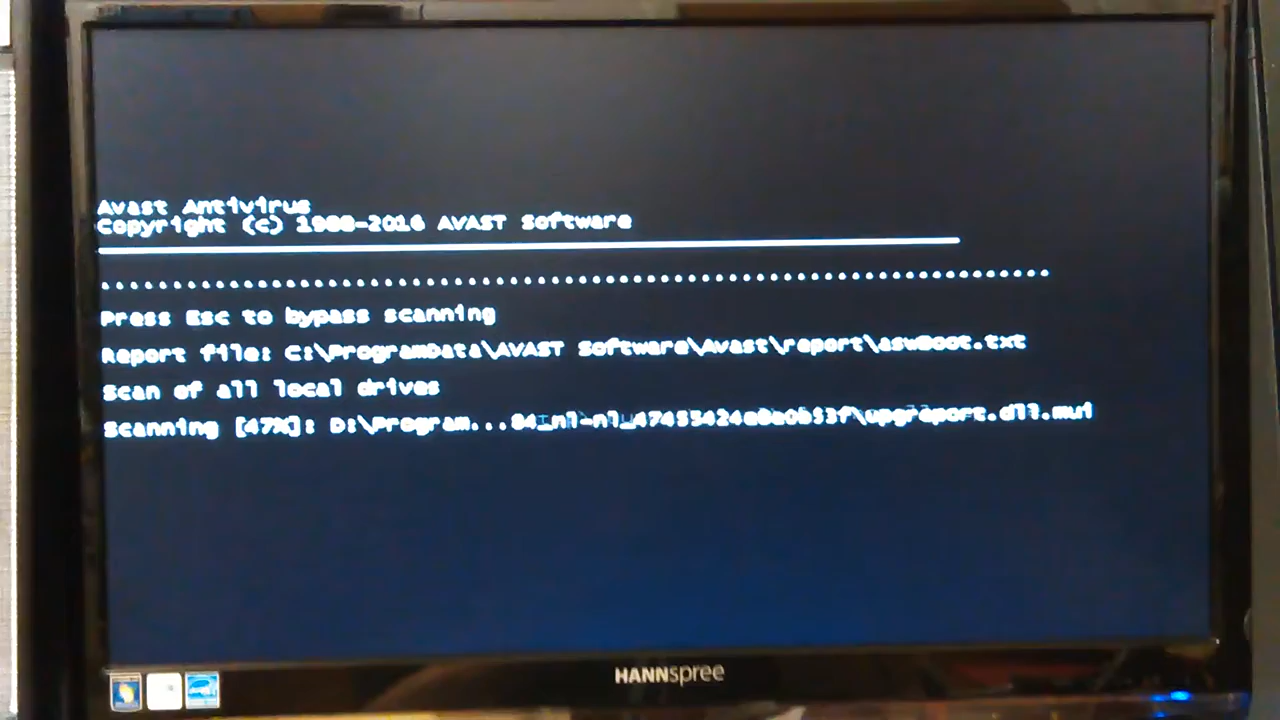 Avast Antivirus
Copyright (c) 1988-2016 AVAST Software
Press Esc to bypass scanning
Report file: C:\ProgramData\AVAST Software\Avast\report\aswBoot.txt
Scan of all local drives
Scanning [47%]: D:\Program...
HANNspree